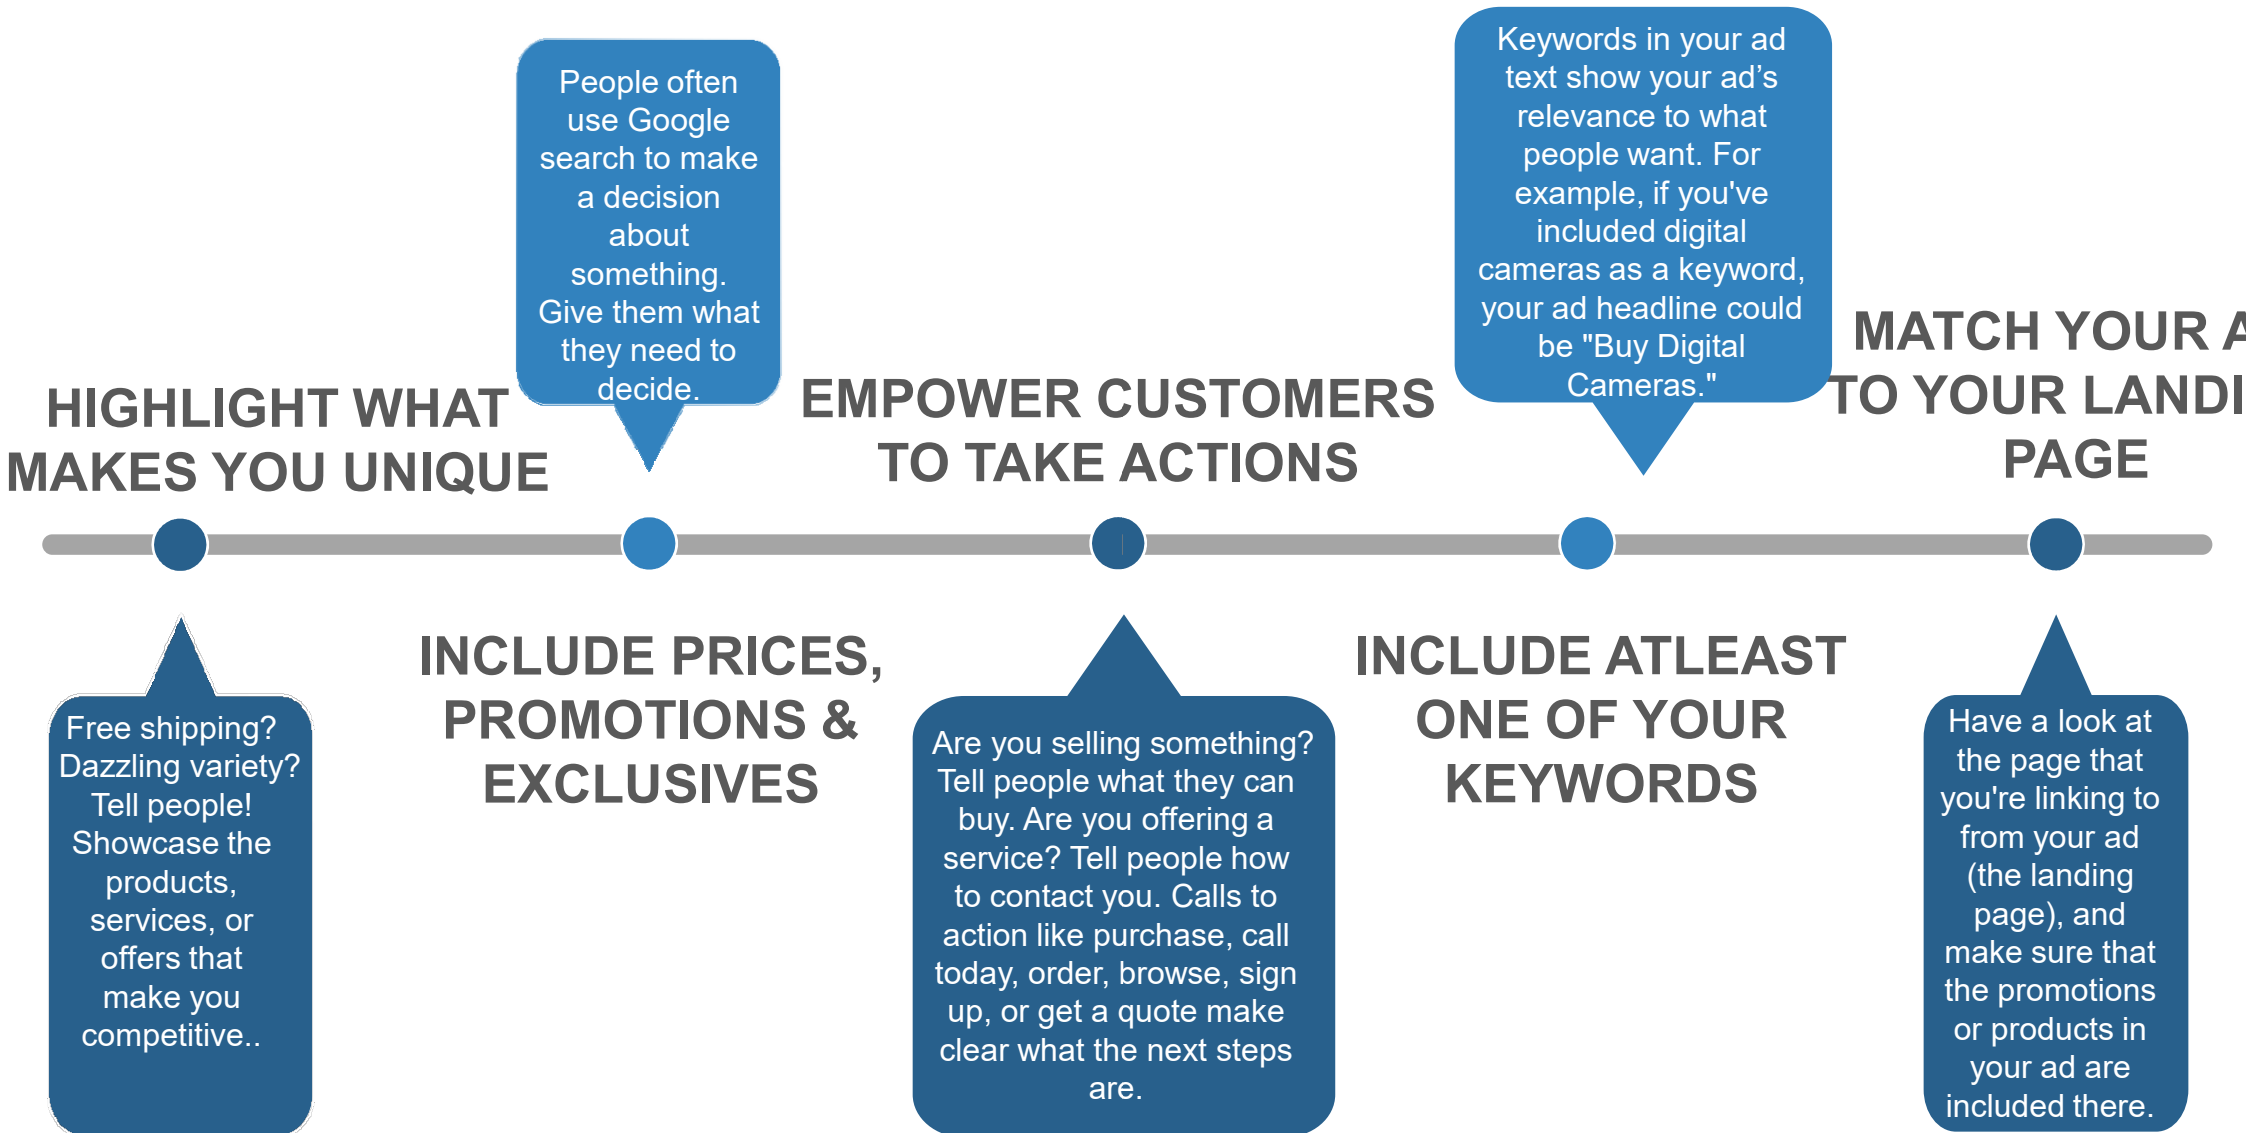 HIGHLIGHT WHAT
MAKES YOU UNIQUE
Free shipping?
Dazzling variety?
Tell people!
Showcase the
products,
services, or
offers that
make you
competitive..
People often
use Google
search to make
a decision
about
something.
Give them what
they need to
decide.
INCLUDE PRICES,
PROMOTIONS &
EXCLUSIVES
EMPOWER CUSTOMERS
TO TAKE ACTIONS
Are you selling something?
Tell people what they can
buy. Are you offering a
service? Tell people how
to contact you. Calls to
action like purchase, call
today, order, browse, sign
up, or get a quote make
clear what the next steps
are.
Keywords in your ad
text show your ad’s
relevance to what
people want. For
example, if you've
included digital
cameras as a keyword,
your ad headline could
be "Buy Digital
Cameras."
INCLUDE ATLEAST
ONE OF YOUR
KEYWORDS
MATCH YOUR
TO YOUR LANDI
PAGE
Have a look at
the page that
you're linking to
from your ad
(the landing
page), and
make sure that
the promotions
or products in
your ad are
included there.